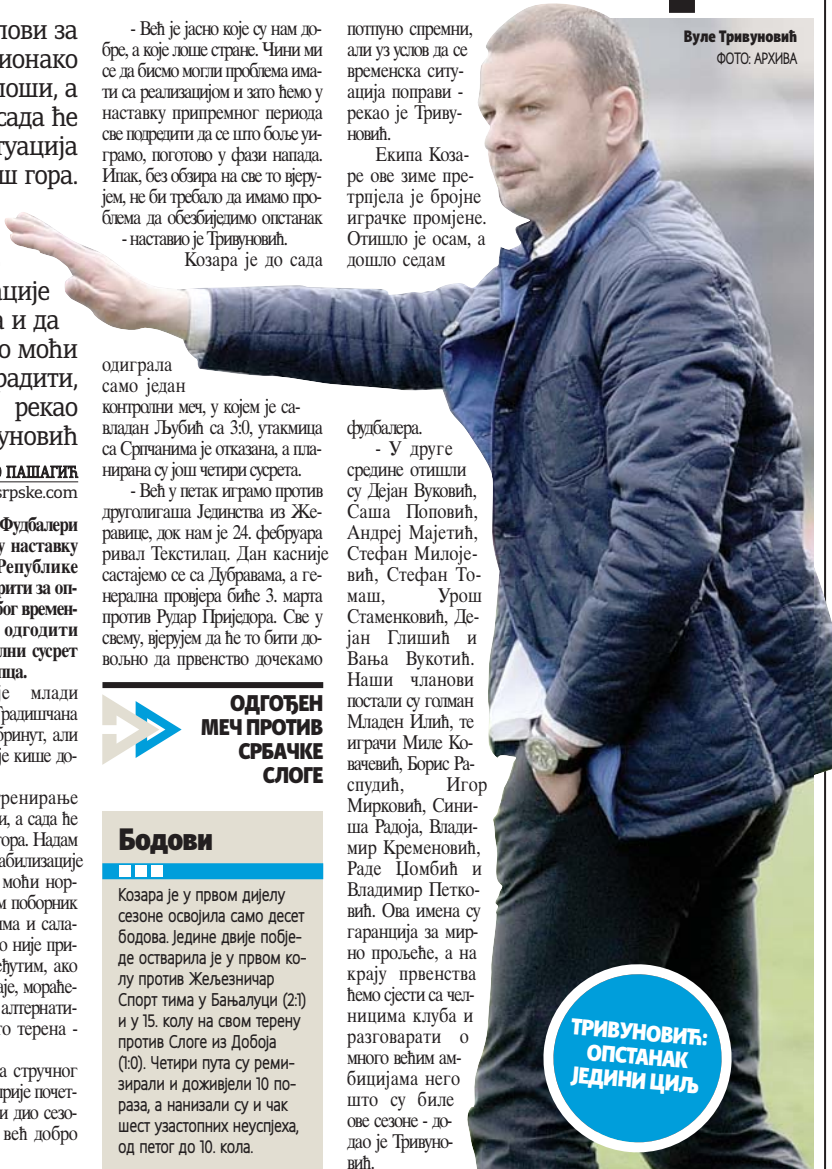 лови за
ионако
лоши, а
сада ће
туација
ш гора.
ције
а и да
о моћи
радити,
рекао
уновић
О ПАШАГИЋ
srpske.com
Фудбалери
у наставку
Републике
рити за оп-
бог времен-
одгодити
лни сусрет
пца.
је млади
Градишчана
бринут, али
је кише до-
ренирање
и, а сада ће
гора. Надам
абилизације
моћи нор-
м поборник
има и сала-
о није при-
еђутим, ако
аје, мораће-
алтернати-
го терена -
а стручног
прије почет-
и дио сезо-
већ добро
- Већ је јасно које су нам до-
бре, а које лоше стране. Чини ми
се да бисмо могли проблема има-
ти са реализацијом и зато ћемо у
наставку припремног периода
све подредити да се што боље уи-
грамо, поготово у фази напада.
Ипак, без обзира на све то вјеру-
јем, не би требало да имамо про-
блема да обезбиједимо опстанак
- наставио је Тривуновић.
Козара је до сада
одиграла
само један
контролни меч, у којем је са-
владан Љубић са 3:0, утакмица
са Српчанима је отказана, а пла-
нирана су још четири сусрета.
- Већ у петак играмо против
друголигаша Јединства из Же-
равице, док нам је 24. фебруара
ривал Текстилац. Дан касније
састајемо се са Дубравама, а ге-
нерална провјера биће 3. марта
против Рудар Приједора. Све у
свему, вјерујем да ће то бити до-
вољно да првенство дочекамо
ОДГОЂЕН
МЕЧ ПРОТИВ
СРБАЧКЕ
СЛОГЕ
Бодови
Козара је у првом дијелу
сезоне освојила само десет
бодова. Једине двије побје-
де остварила је у првом ко-
лу против Жељезничар
Спорт тима у Бањалуци (2:1)
и у 15. колу на свом терену
против Слоге из Добоја
(1:0). Четири пута су реми-
зирали и доживјели 10 по-
раза, а нанизали су и чак
шест узастопних неуспјеха,
од петог до 10. кола.
потпуно спремни,
али уз услов да се
временска ситу-
ација поправи -
рекао је Триву-
новић.
Екипа Коза-
ре ове зиме пре-
трпјела је бројне
играчке промјене.
Отишло је осам, а
дошло седам
фудбалера.
- У друге
средине отишли
су Дејан Вуковић,
Саша Поповић,
Андреј Мајетић,
Стефан Милоје-
вић, Стефан То-
маш, Урош
Стаменковић, Де-
јан Глишић и
Вања Вукотић.
Наши чланови
постали су голман
Младен Илић, те
играчи Миле Ко-
вачевић, Борис Ра-
спудић, Игор
Мирковић, Сини-
ша Радоја, Влади-
мир Кременовић,
Раде Џомбић и
Владимир Петко-
вић. Ова имена су
гаранција за мир-
но прољеће, а на
крају првенства
ћемо сјести са чел-
ницима клуба и
разговарати о
много већим ам-
бицијама него
што су биле
ове сезоне - до-
дао је Тривуно-
вић.
Вуле Тривуновић
ФОТО: АРХИВА
ТРИВУНОВИЋ:
ОПСТАНАК
ЈЕДИНИ ЦИЉ